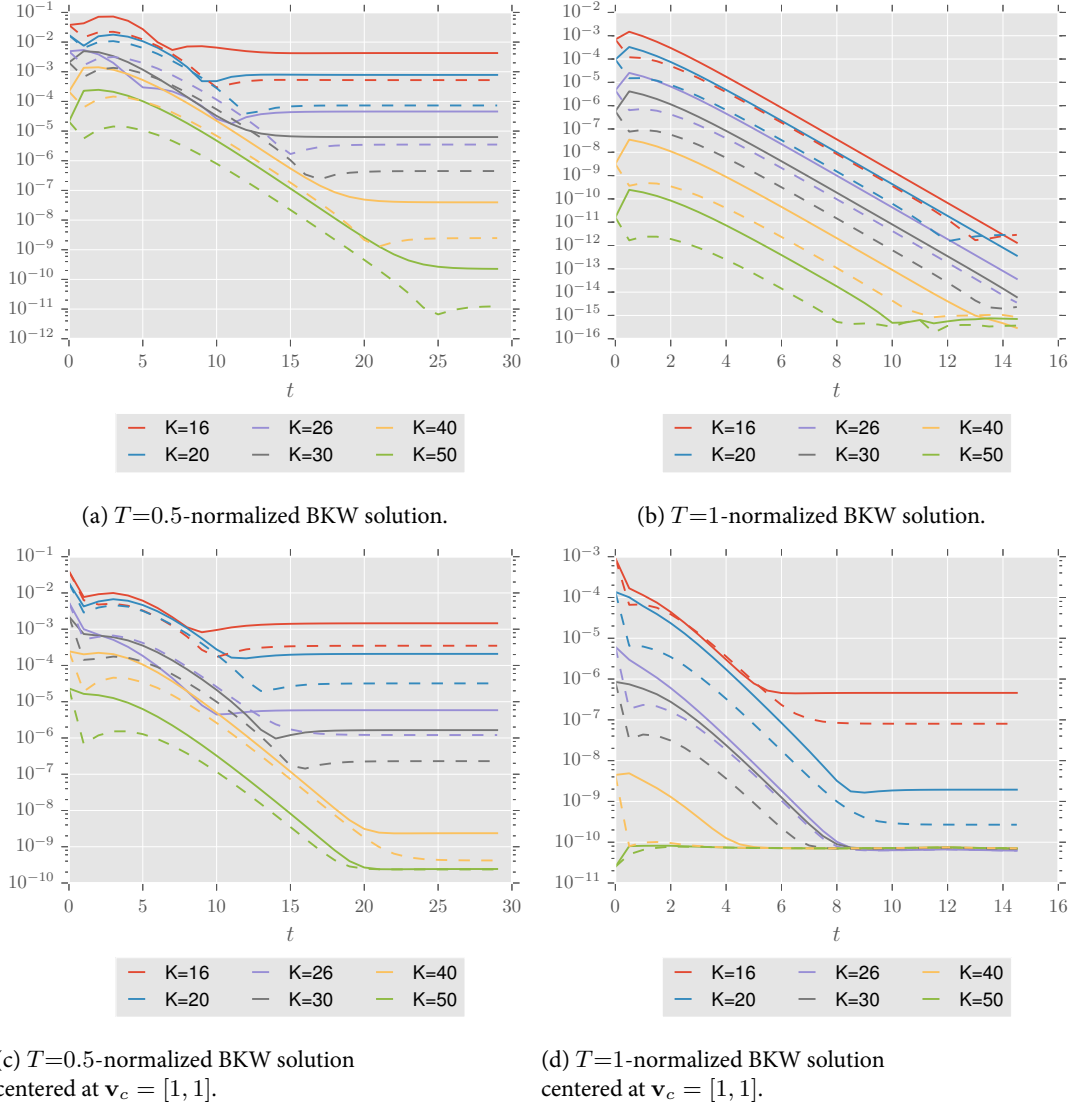 10⁻¹
10⁻²
10⁻³
10⁻⁴
10⁻⁵
10⁻⁶
10⁻⁷
10⁻⁸
10⁻⁹
10⁻¹⁰
10⁻¹¹
10⁻¹²
0 5 10 15 20 25 30
t
K=16 K=26 K=40
K=20 K=30 K=50
(a) T=0.5-normalized BKW solution.
10⁻²
10⁻³
10⁻⁴
10⁻⁵
10⁻⁶
10⁻⁷
10⁻⁸
10⁻⁹
10⁻¹⁰
10⁻¹¹
10⁻¹²
10⁻¹³
10⁻¹⁴
10⁻¹⁵
10⁻¹⁶
0 2 4 6 8 10 12 14 16
t
K=16 K=26 K=40
K=20 K=30 K=50
(b) T=1-normalized BKW solution.
10⁻¹
10⁻²
10⁻³
10⁻⁴
10⁻⁵
10⁻⁶
10⁻⁷
10⁻⁸
10⁻⁹
10⁻¹⁰
0 5 10 15 20 25 30
t
K=16 K=26 K=40
K=20 K=30 K=50
(c) T=0.5-normalized BKW solution
centered at v_c = [1, 1].
10⁻³
10⁻⁴
10⁻⁵
10⁻⁶
10⁻⁷
10⁻⁸
10⁻⁹
10⁻¹⁰
10⁻¹¹
0 2 4 6 8 10 12 14 16
t
K=16 K=26 K=40
K=20 K=30 K=50
(d) T=1-normalized BKW solution
centered at v_c = [1, 1].